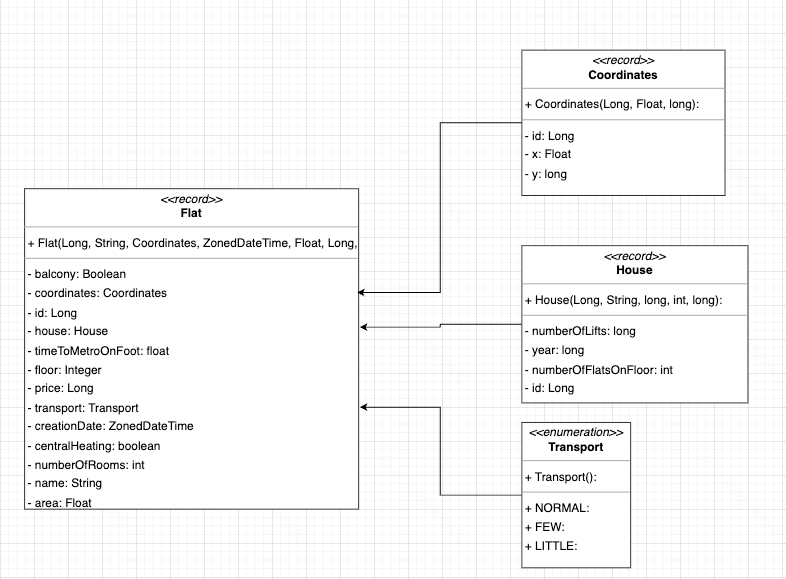 <<record>>
Coordinates
+ Coordinates(Long, Float, long):
- id: Long
- x: Float
- y: long
<<record>>
Flat
+ Flat(Long, String, Coordinates, ZonedDateTime, Float, Long,
- balcony: Boolean
- coordinates: Coordinates
- id: Long
- house: House
- timeToMetroOnFoot: float
- floor: Integer
- price: Long
- transport: Transport
- creationDate: ZonedDateTime
- centralHeating: boolean
- numberOfRooms: int
- name: String
- area: Float
<<record>>
House
+ House(Long, String, long, int, long):
- numberOfLifts: long
- year: long
- numberOfFlatsOnFloor: int
- id: Long
<<enumeration>>
Transport
+ Transport():
+ NORMAL:
+ FEW:
+ LITTLE: